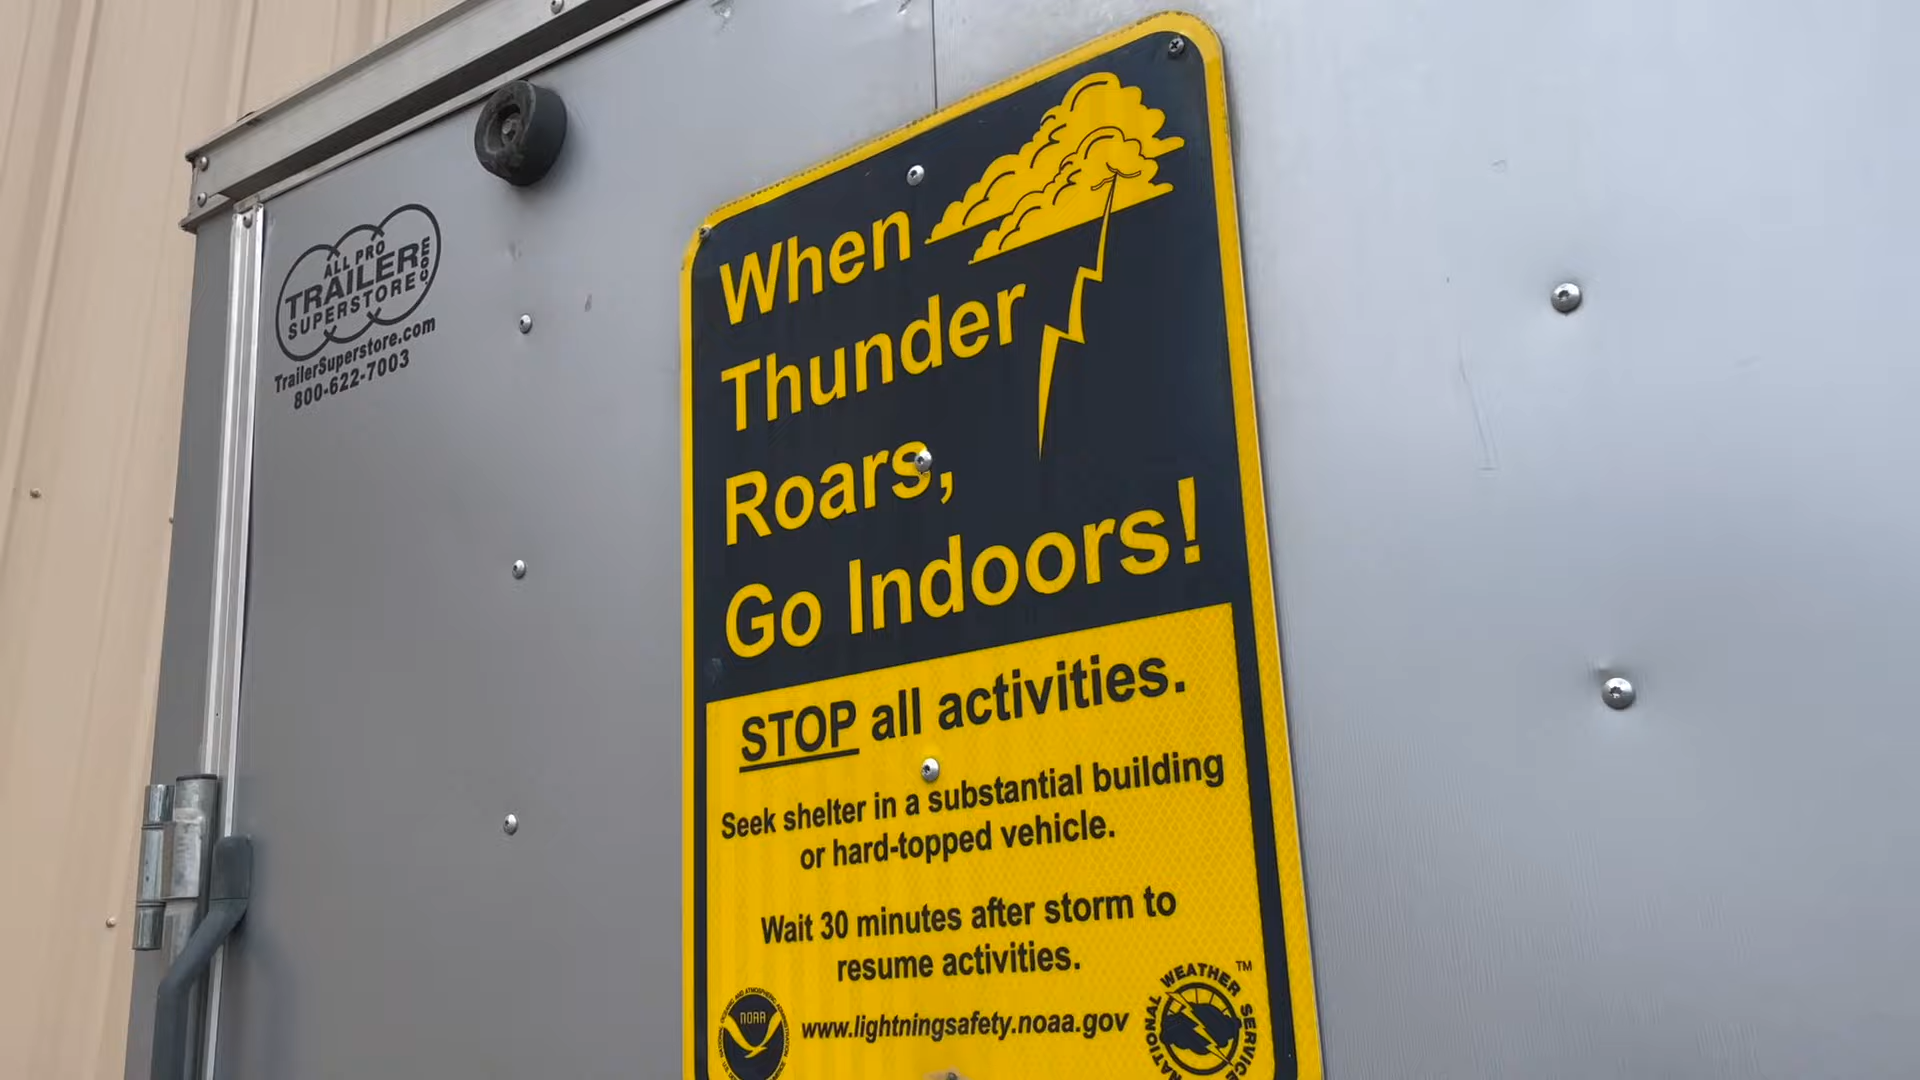 ALL PRO
TRAILER
SUPERSTORE
.com
TrailerSuperstore.com
800-622-7003
When
Thunder
Roars,
Go Indoors!
STOP all activities.
Seek shelter in a substantial building
or hard-topped vehicle.
Wait 30 minutes after storm to
resume activities.
www.lightningsafety.noaa.gov
NOAA
NATIONAL WEATHER SERVICE
TM